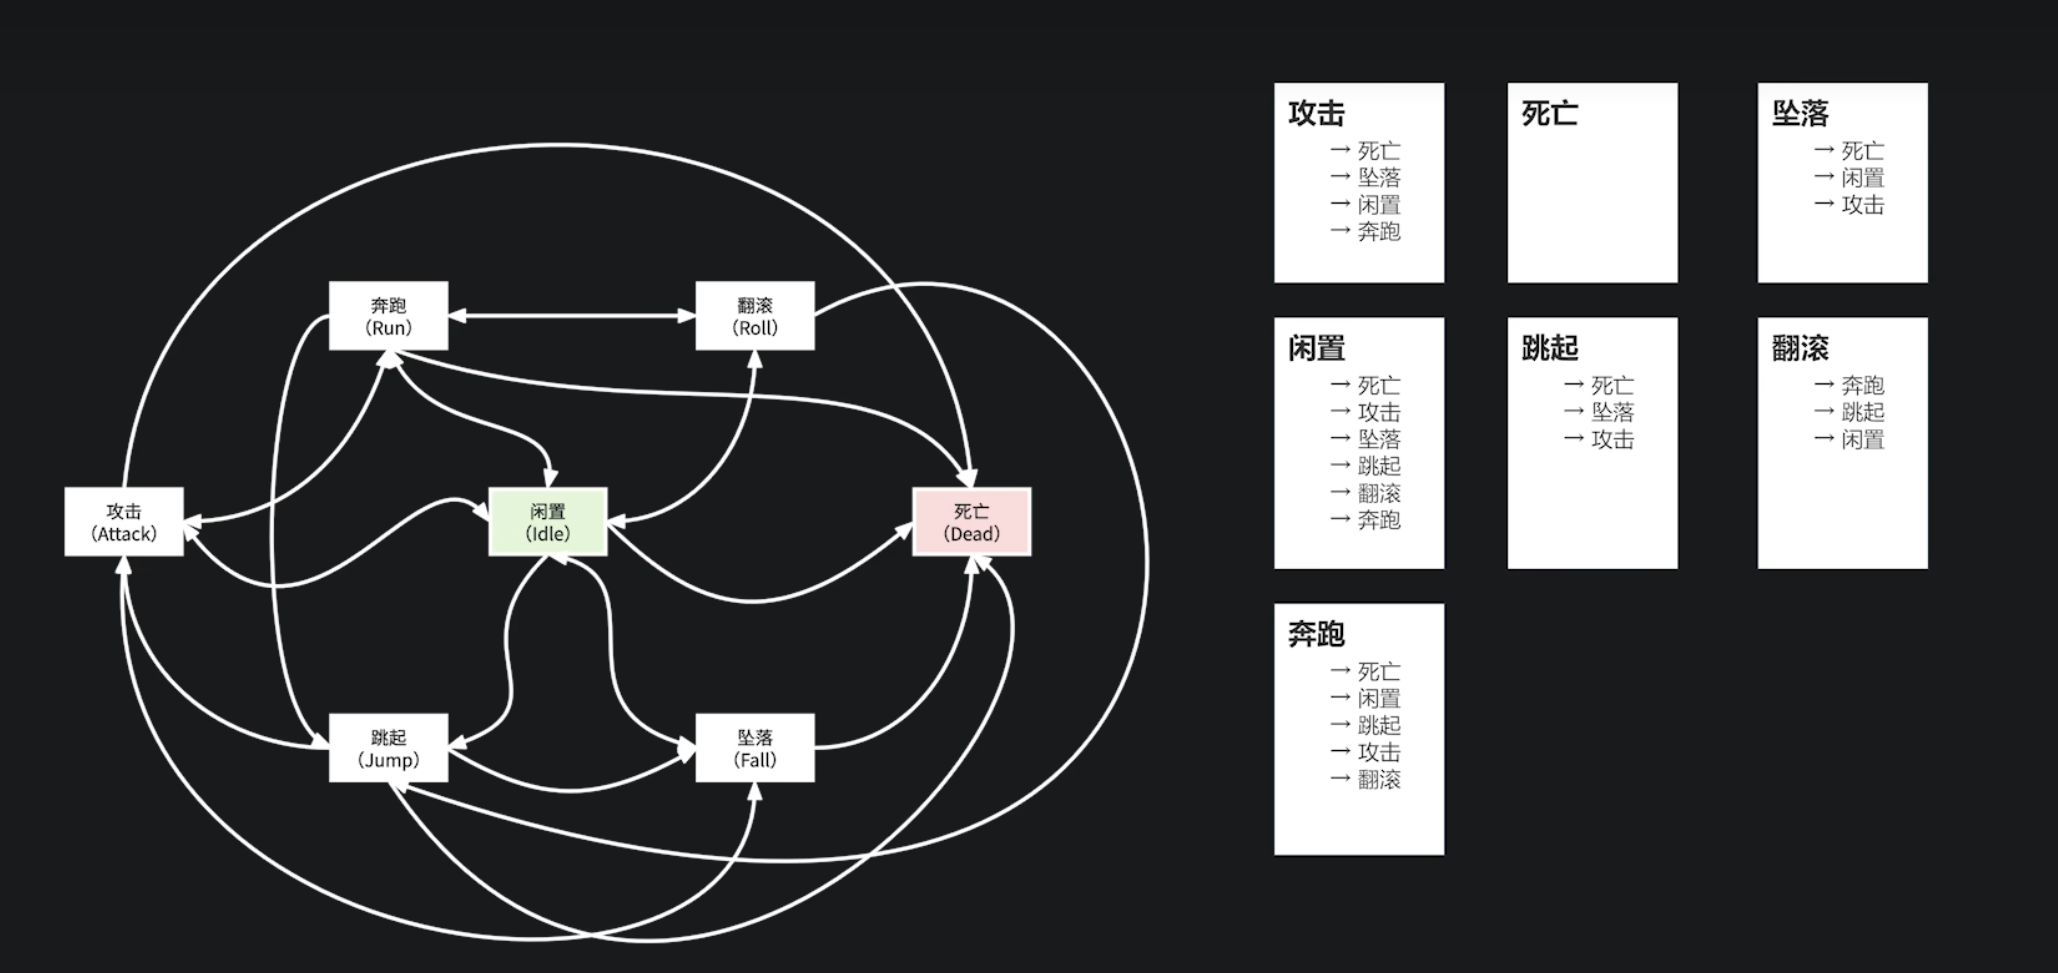 奔跑
(Run)
翻滚
(Roll)
攻击
(Attack)
闲置
(Idle)
死亡
(Dead)
跳起
(Jump)
坠落
(Fall)
攻击
→ 死亡
→ 坠落
→ 闲置
→ 奔跑
死亡
坠落
→ 死亡
→ 闲置
→ 攻击
闲置
→ 死亡
→ 攻击
→ 坠落
→ 跳起
→ 翻滚
→ 奔跑
跳起
→ 死亡
→ 坠落
→ 攻击
翻滚
→ 奔跑
→ 跳起
→ 闲置
奔跑
→ 死亡
→ 闲置
→ 跳起
→ 攻击
→ 翻滚